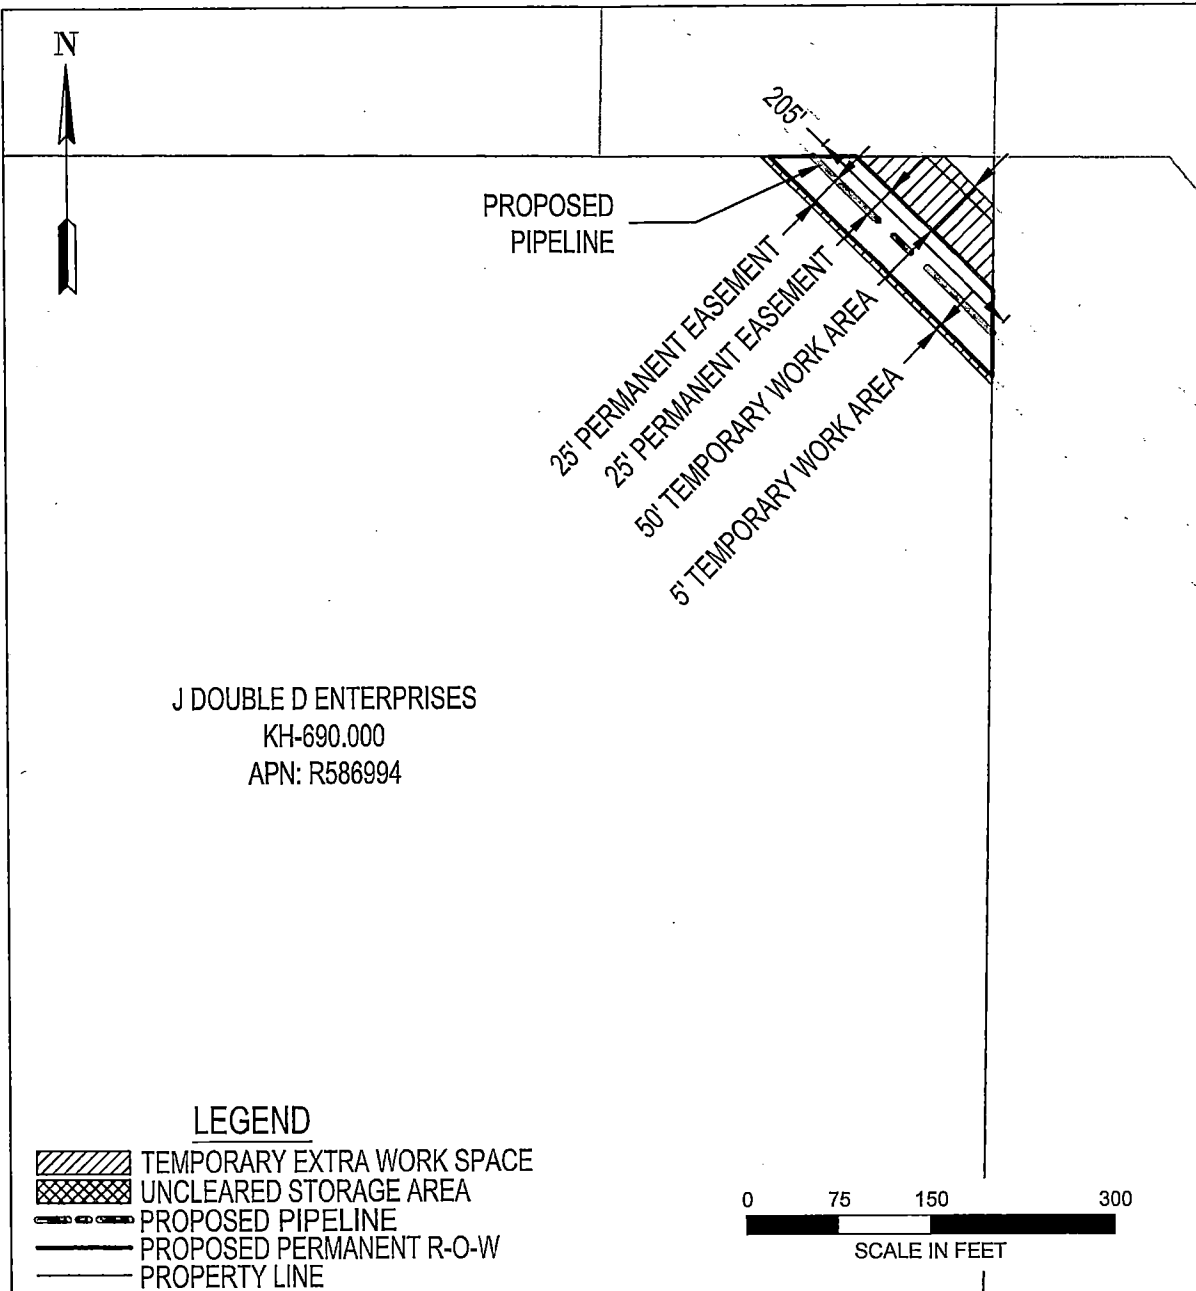 N
205'
PROPOSED
PIPELINE
25' PERMANENT EASEMENT
25' PERMANENT EASEMENT
50' TEMPORARY WORK AREA
5' TEMPORARY WORK AREA
J DOUBLE D ENTERPRISES
KH-690.000
APN: R586994
LEGEND
TEMPORARY EXTRA WORK SPACE
UNCLEARED STORAGE AREA
PROPOSED PIPELINE
PROPOSED PERMANENT R-O-W
PROPERTY LINE
0 75 150 300
SCALE IN FEET